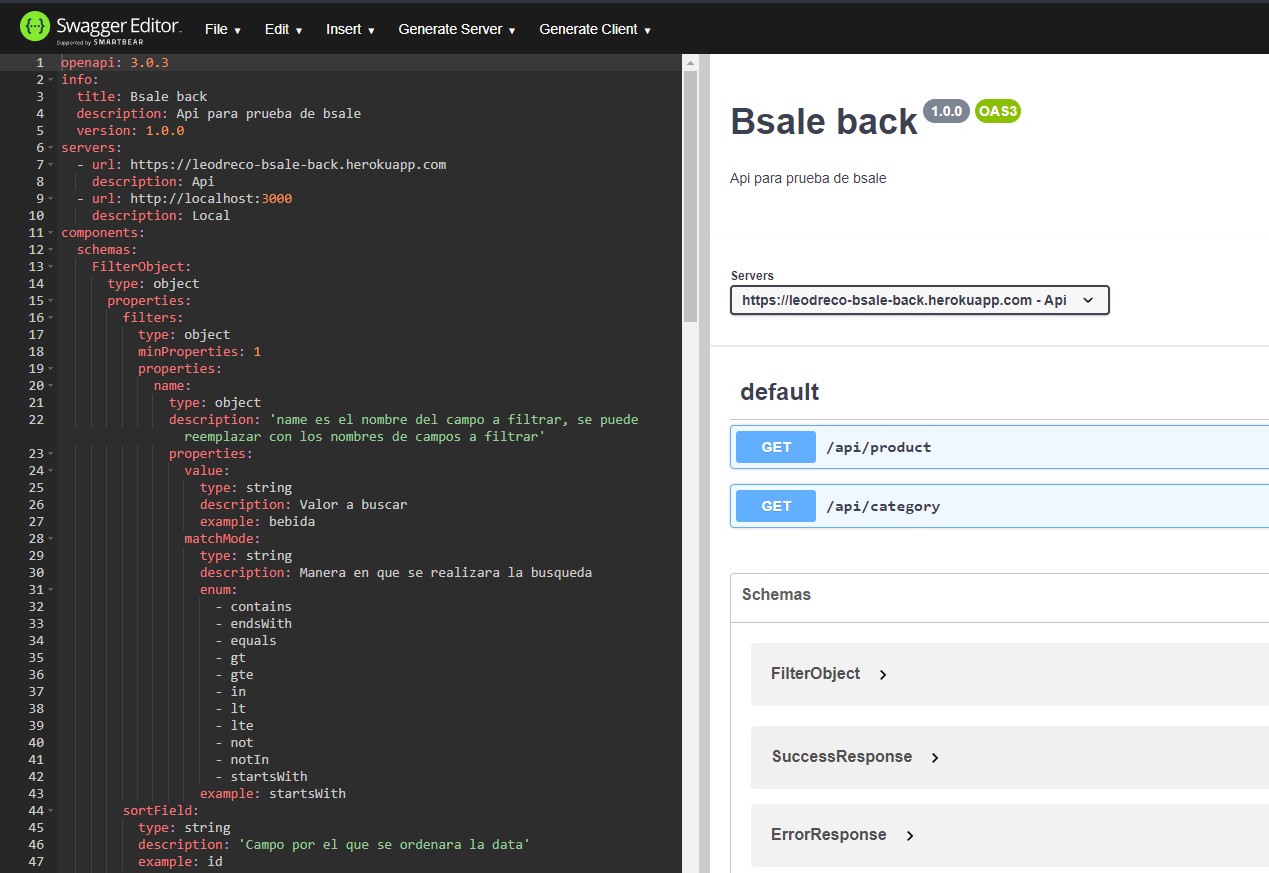 Swagger Editor.
Supported by SMARTBEAR
File ▾ Edit ▾ Insert ▾ Generate Server ▾ Generate Client ▾
1 openapi: 3.0.3
2 info:
3 title: Bsale back
4 description: Api para prueba de bsale
5 version: 1.0.0
6 servers:
7 - url: https://leodreco-bsale-back.herokuapp.com
8 description: Api
9 - url: http://localhost:3000
10 description: Local
11 components:
12 schemas:
13 FilterObject:
14 type: object
15 properties:
16 filters:
17 type: object
18 minProperties: 1
19 properties:
20 name:
21 type: object
22 description: 'name es el nombre del campo a filtrar, se puede
reemplazar con los nombres de campos a filtrar'
23 properties:
24 value:
25 type: string
26 description: Valor a buscar
27 example: bebida
28 matchMode:
29 type: string
30 description: Manera en que se realizara la busqueda
31 enum:
32 - contains
33 - endsWith
34 - equals
35 - gt
36 - gte
37 - in
38 - lt
39 - lte
40 - not
41 - notIn
42 - startsWith
43 example: startsWith
44 sortField:
45 type: string
46 description: 'Campo por el que se ordenara la data'
47 example: id
Bsale back 1.0.0 OAS3
Api para prueba de bsale
Servers
https://leodreco-bsale-back.herokuapp.com - Api
default
GET /api/product
GET /api/category
Schemas
FilterObject
SuccessResponse
ErrorResponse